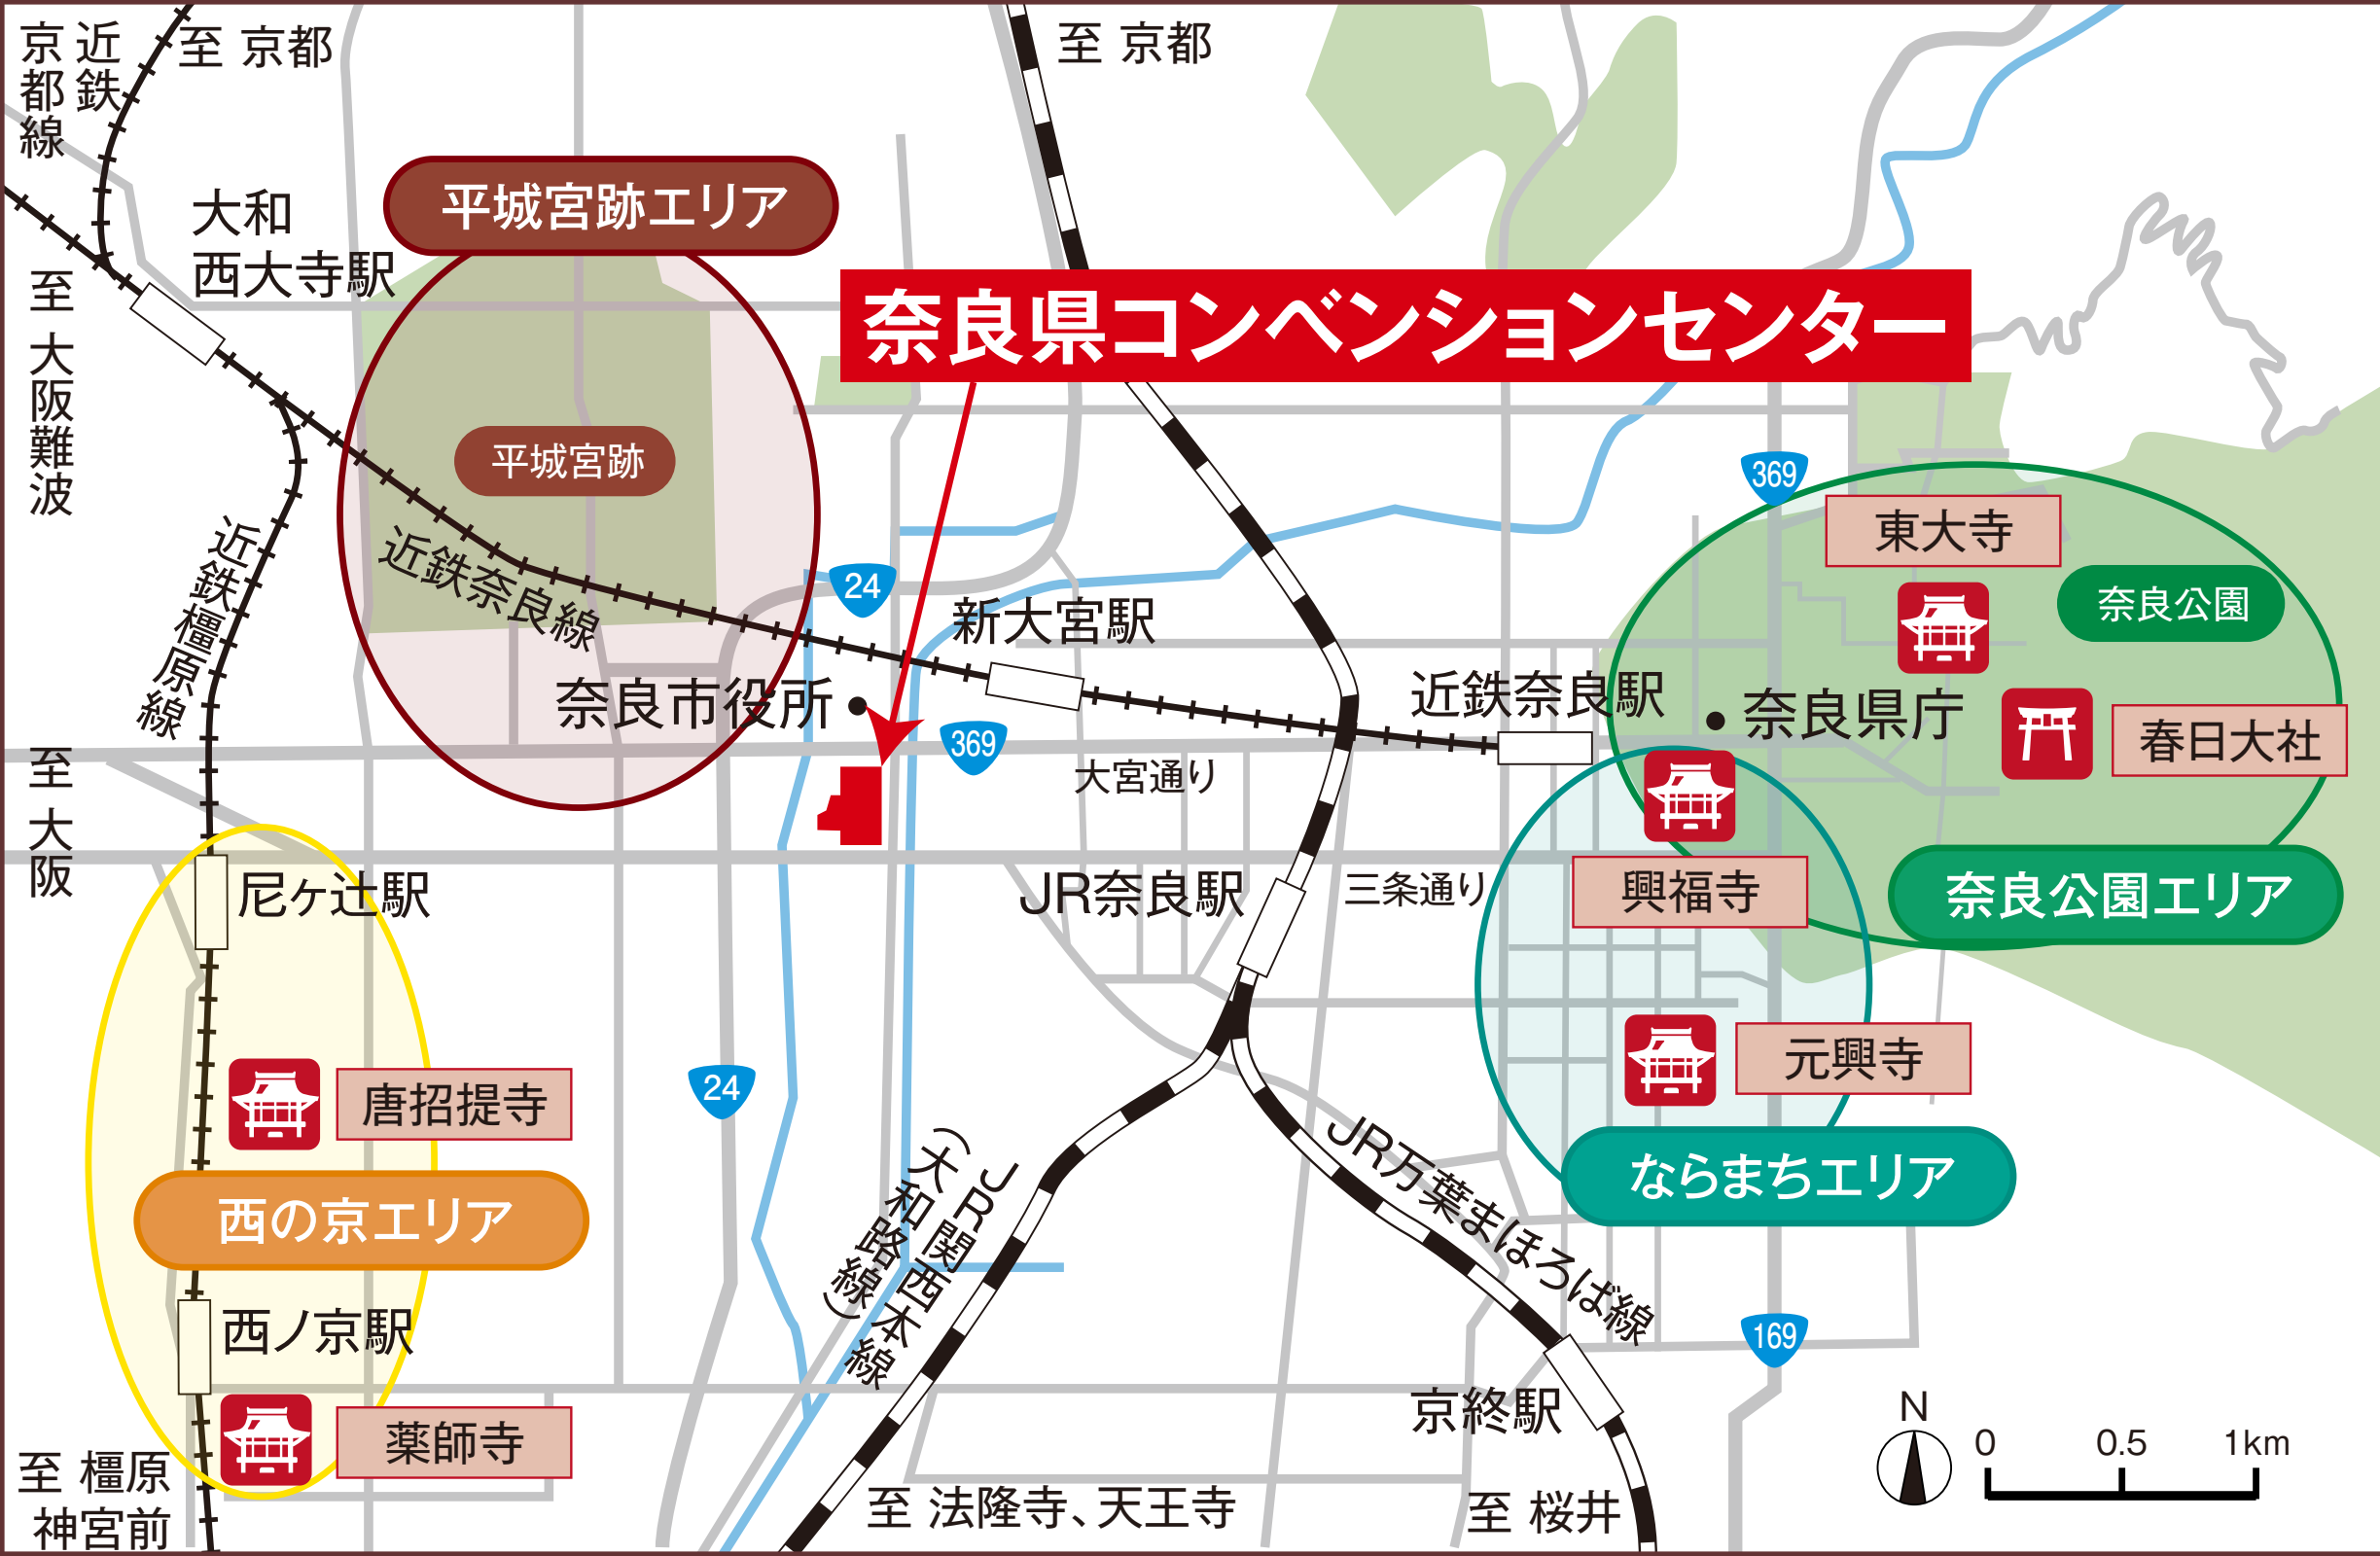 近鉄
京都線
至 京都
至 京都
大和
西大寺駅
平城宮跡エリア
至 大阪難波
奈良県コンベンションセンター
平城宮跡
369
東大寺
近鉄橿原線
近鉄奈良線
24
新大宮駅
奈良公園
奈良市役所
近鉄奈良駅
奈良県庁
春日大社
369
大宮通り
至 大阪
尼ヶ辻駅
JR奈良駅
三条通り
興福寺
奈良公園エリア
24
元興寺
唐招提寺
JR関西本線
(大和路線)
JR万葉まほろば線
ならまちエリア
西の京エリア
西ノ京駅
169
京終駅
薬師寺
N
0 0.5 1km
至 橿原
神宮前
至 法隆寺、天王寺
至 桜井